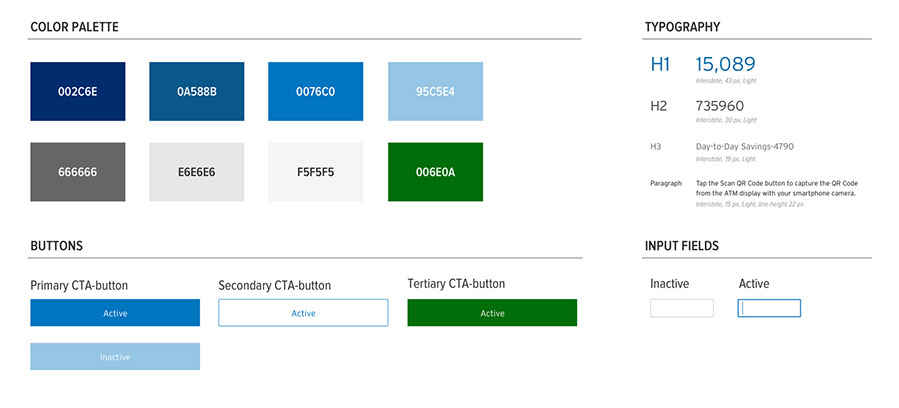 COLOR PALETTE
002C6E
0A588B
0076C0
95C5E4
666666
E6E6E6
F5F5F5
006E0A
TYPOGRAPHY
H1 15,089
Interstate, 43 px, Light
H2 735960
Interstate, 30 px, Light
H3 Day-to-Day Savings-4790
Interstate, 19 px, Light
Paragraph Tap the Scan QR Code button to capture the QR Code
from the ATM display with your smartphone camera.
Interstate, 15 px, Light, line-height 22 px
BUTTONS
Primary CTA-button
Active
Inactive
Secondary CTA-button
Active
Tertiary CTA-button
Active
INPUT FIELDS
Inactive
Active